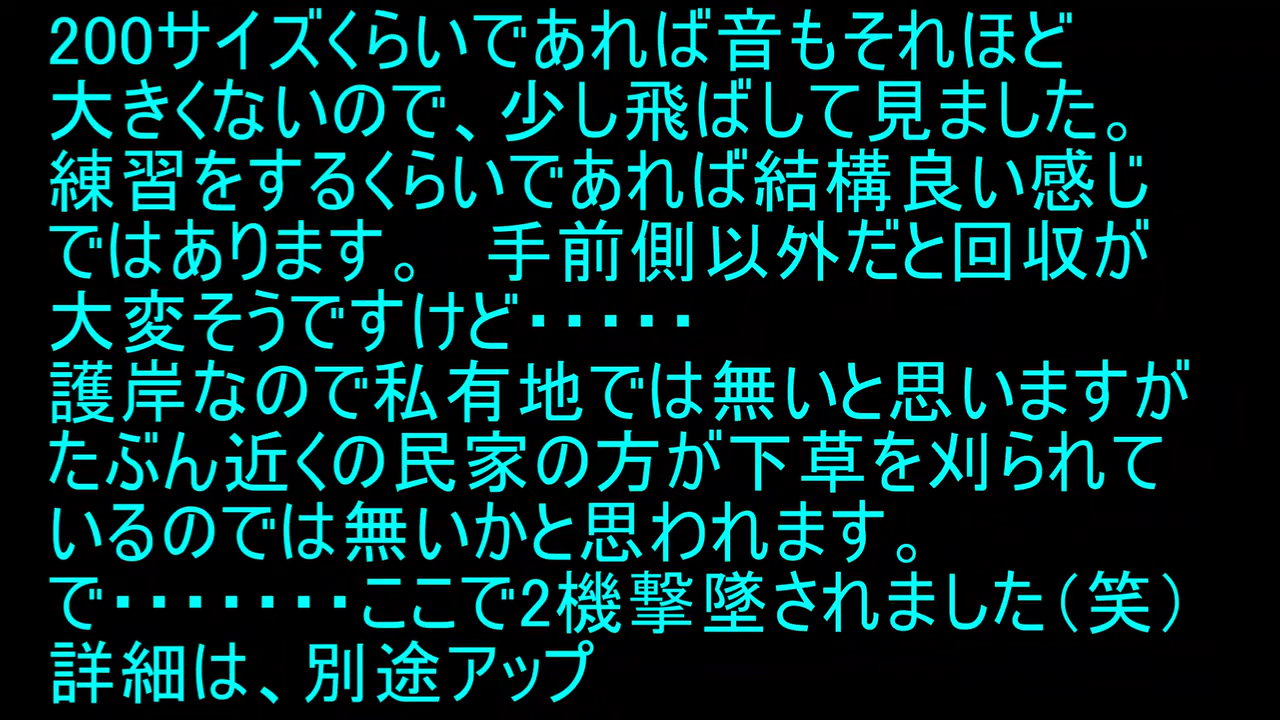 200サイズくらいであれば音もそれほど
大きくないので、少し飛ばして見ました。
練習をするくらいであれば結構良い感じ
ではあります。　手前側以外だと回収が
大変そうですけど・・・・・
護岸なので私有地では無いと思いますが
たぶん近くの民家の方が下草を刈られて
いるのでは無いかと思われます。
で・・・・・・・ここで2機撃墜されました（笑）
詳細は、別途アップ